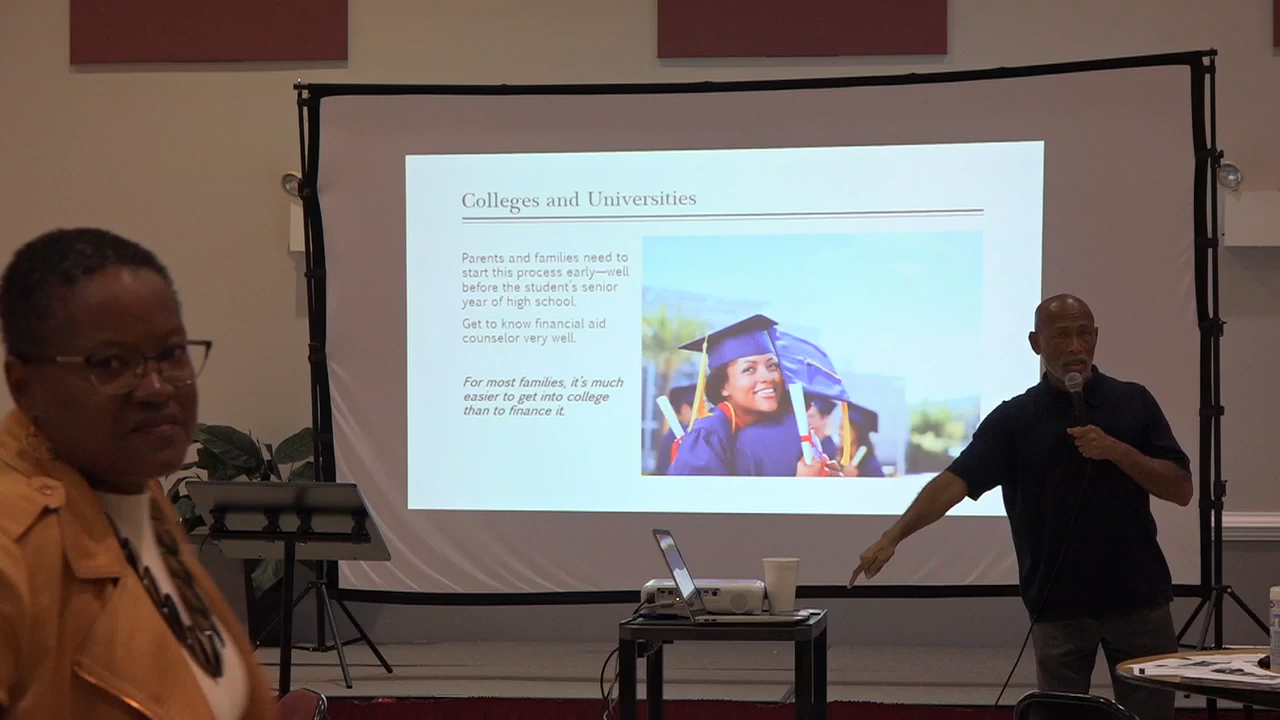 Colleges and Universities
Parents and families need to
start this process early—well
before the student's senior
year of high school.
Get to know financial aid
counselor very well.
For most families, it's much
easier to get into college
than to finance it.